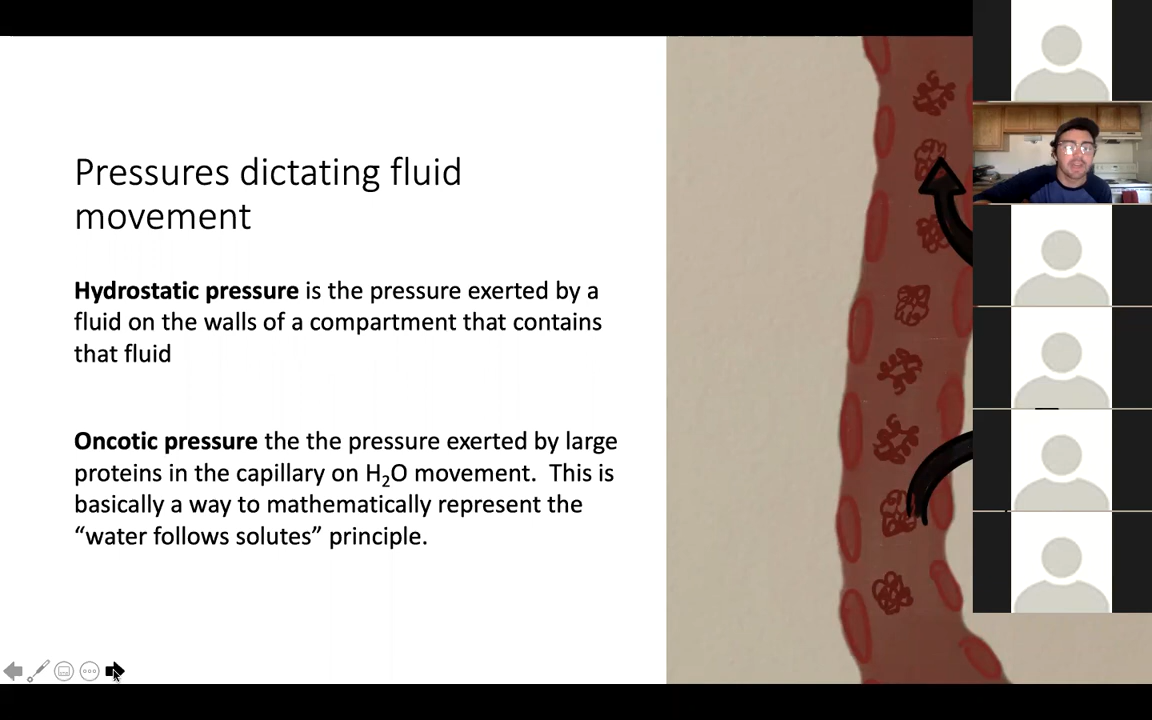 Pressures dictating fluid
movement
Hydrostatic pressure is the pressure exerted by a
fluid on the walls of a compartment that contains
that fluid
Oncotic pressure the the pressure exerted by large
proteins in the capillary on H₂O movement.  This is
basically a way to mathematically represent the
“water follows solutes” principle.